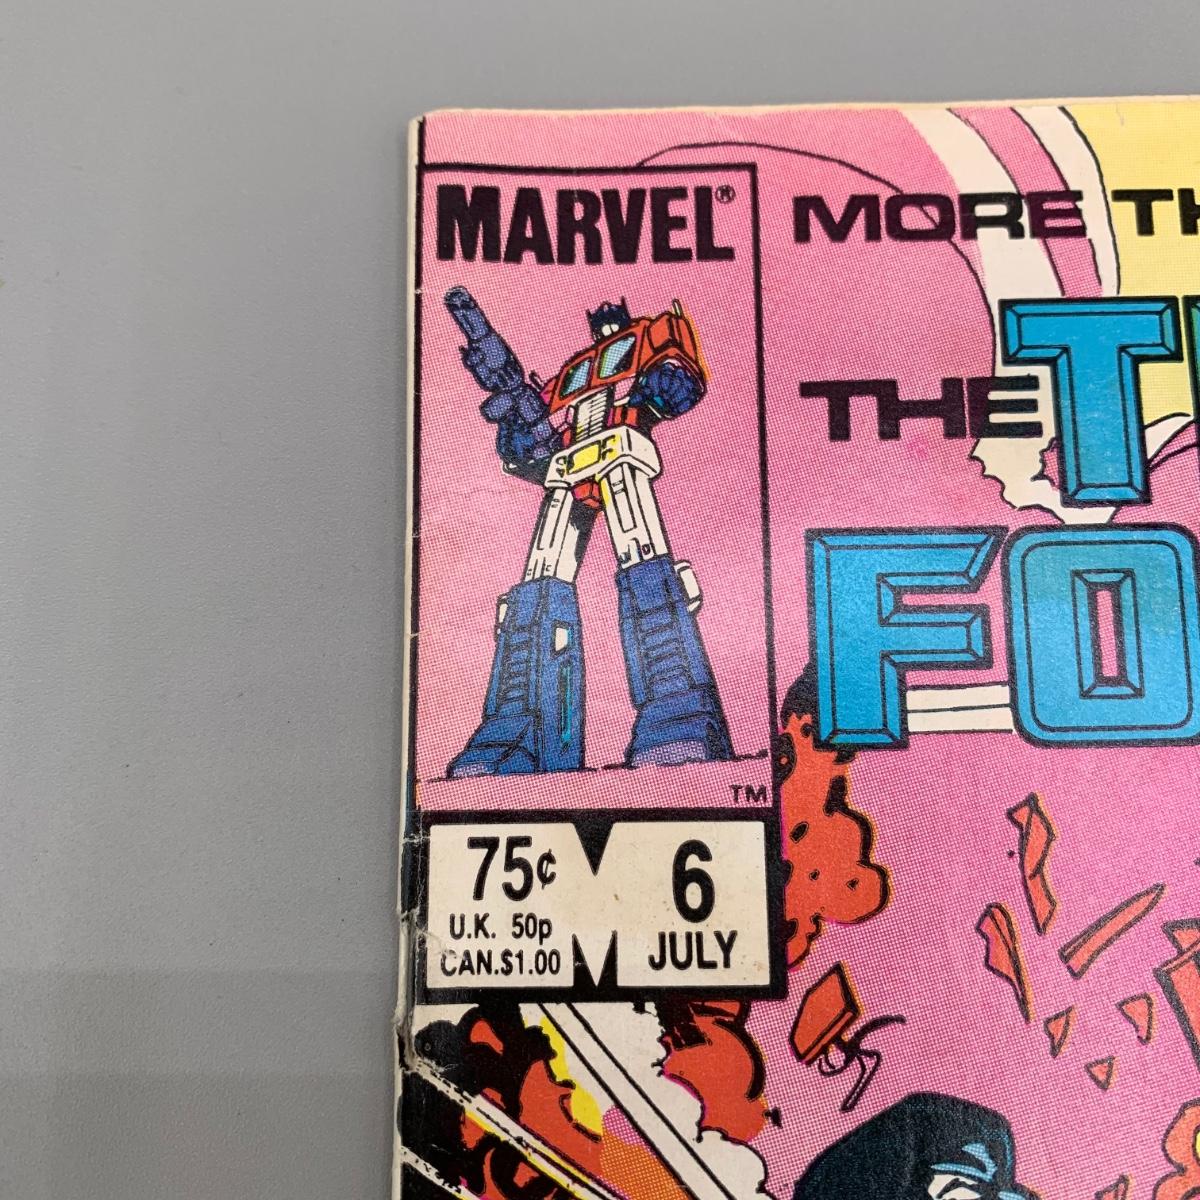 MARVEL®
MORE TH
THE T
FO
TM
75¢
U.K. 50p
CAN.$1.00
6
JULY